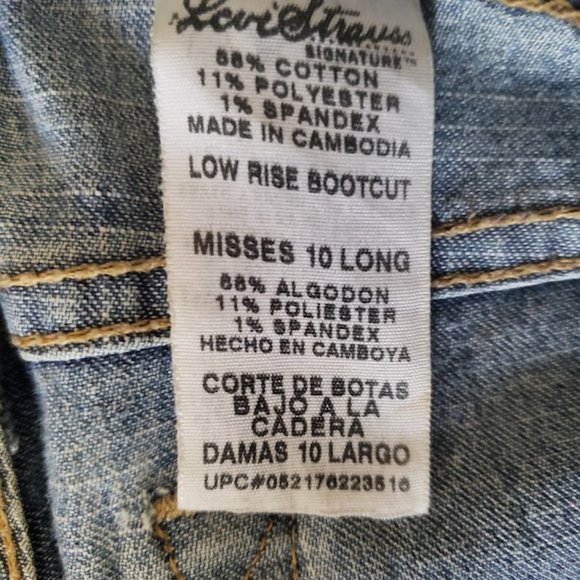 Levi Strauss
SIGNATURE™
88% COTTON
11% POLYESTER
1% SPANDEX
MADE IN CAMBODIA
LOW RISE BOOTCUT
MISSES 10 LONG
88% ALGODON
11% POLIESTER
1% SPANDEX
HECHO EN CAMBOYA
CORTE DE BOTAS
BAJO A LA
CADERA
DAMAS 10 LARGO
UPC#052176223516